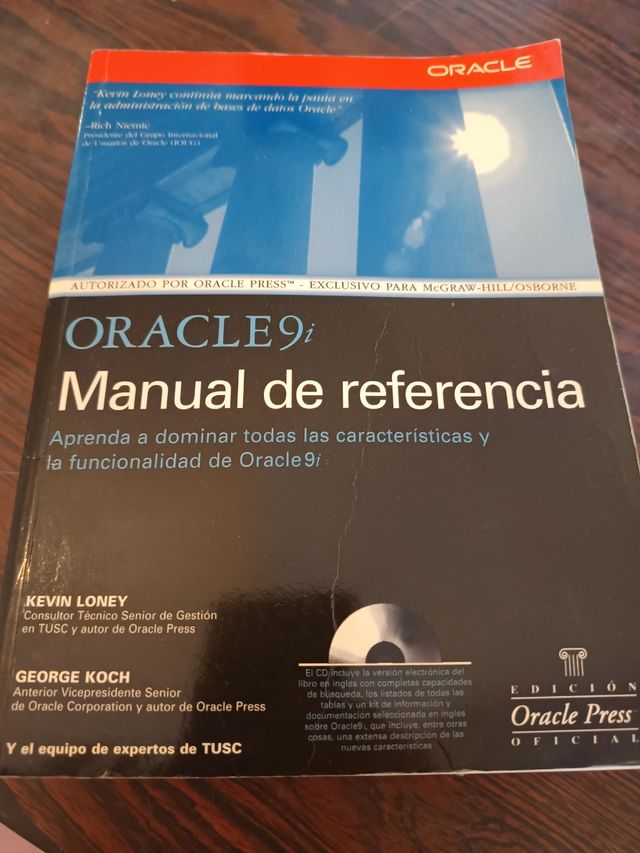 ORACLE
"Kevin Loney continúa marcando la pauta en
la administración de bases de datos Oracle"
–Rich Niemic
Presidente del Grupo Internacional
de Usuarios de Oracle (IOUG)
AUTORIZADO POR ORACLE PRESS™ - EXCLUSIVO PARA McGRAW-HILL/OSBORNE
ORACLE9i
Manual de referencia
Aprenda a dominar todas las características y
la funcionalidad de Oracle9i
KEVIN LONEY
Consultor Técnico Senior de Gestión
en TUSC y autor de Oracle Press
GEORGE KOCH
Anterior Vicepresidente Senior
de Oracle Corporation y autor de Oracle Press
Y el equipo de expertos de TUSC
El CD incluye la versión electrónica del
libro en ingles con completas capacidades
de búsqueda, los listados de todas las
tablas y un kit de información y
documentación seleccionada en ingles
sobre Oracle9i, que incluye, entre otras
cosas, una extensa descripción de las
nuevas características
EDICIÓN
Oracle Press™
OFICIAL